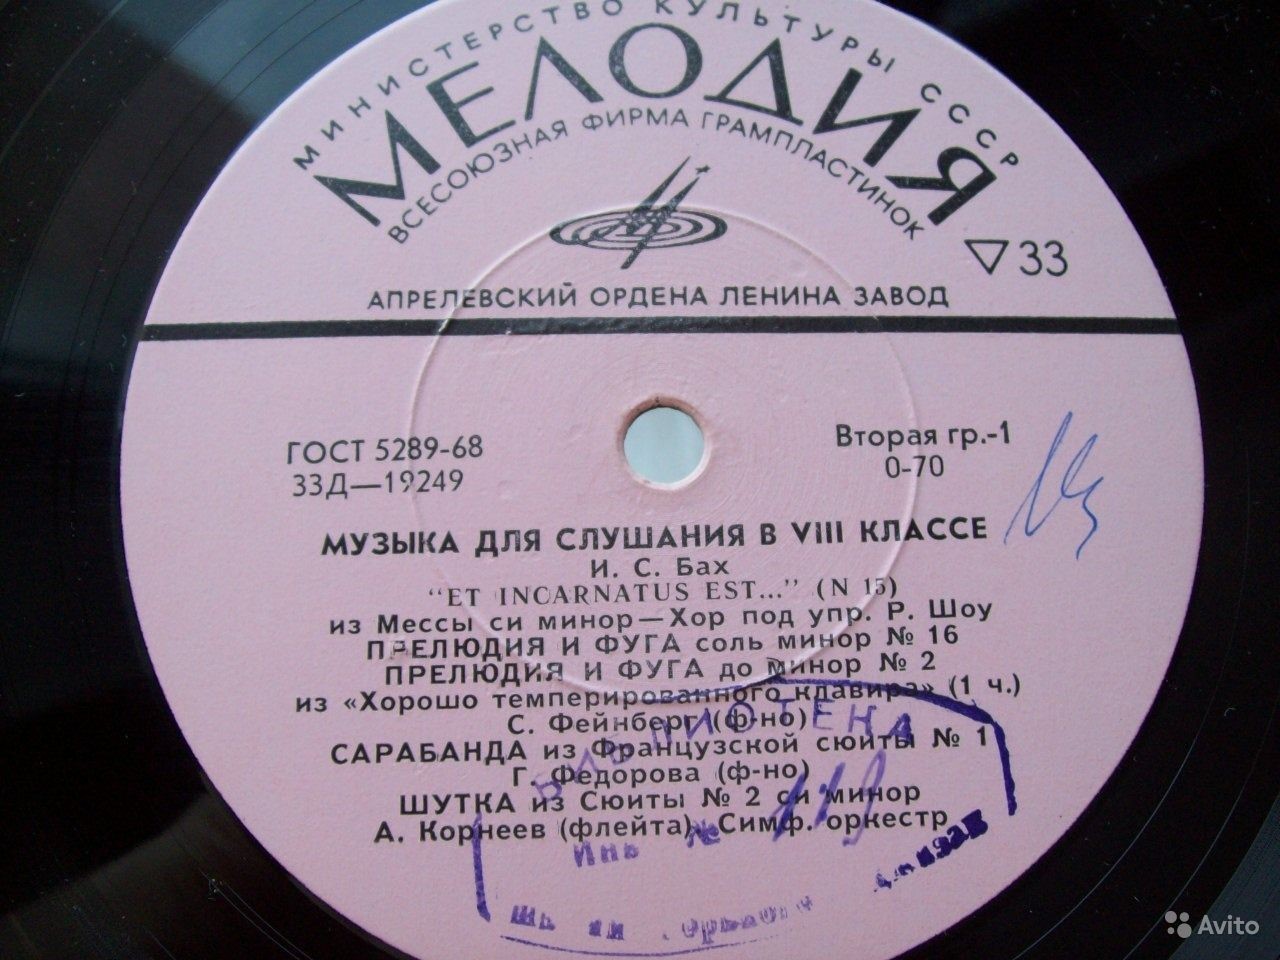 МИНИСТЕРСТВО КУЛЬТУРЫ СССР
МЕЛОДИЯ
ВСЕСОЮЗНАЯ ФИРМА ГРАМПЛАСТИНОК
33
АПРЕЛЕВСКИЙ ОРДЕНА ЛЕНИНА ЗАВОД
ГОСТ 5289-68
33Д—19249
Вторая гр.-1
0-70
МУЗЫКА ДЛЯ СЛУШАНИЯ В VIII КЛАССЕ
И. С. Бах
“ET INCARNATUS EST...” (N 15)
из Мессы си минор—Хор под упр. Р. Шоу
ПРЕЛЮДИЯ И ФУГА соль минор № 16
ПРЕЛЮДИЯ И ФУГА до минор № 2
из «Хорошо темперированного клавира» (1 ч.)
С. Фейнберг (ф-но)
САРАБАНДА из Французской сюиты № 1
Г. Федорова (ф-но)
ШУТКА из Сюиты № 2 си минор
А. Корнеев (флейта), Симф. оркестр
БИБЛИОТЕКА
Инв №
Avito